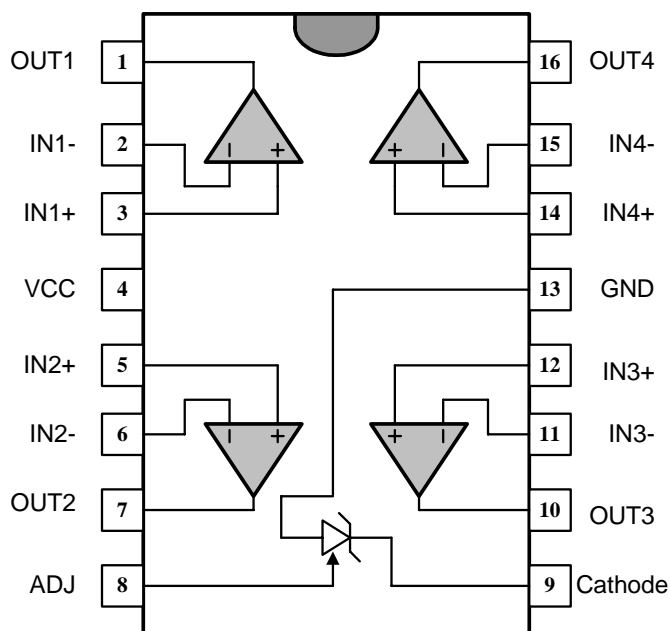 OUT1 1 16 OUT4
IN1- 2 15 IN4-
IN1+ 3 14 IN4+
VCC 4 13 GND
IN2+ 5 12 IN3+
IN2- 6 11 IN3-
OUT2 7 10 OUT3
ADJ 8 9 Cathode